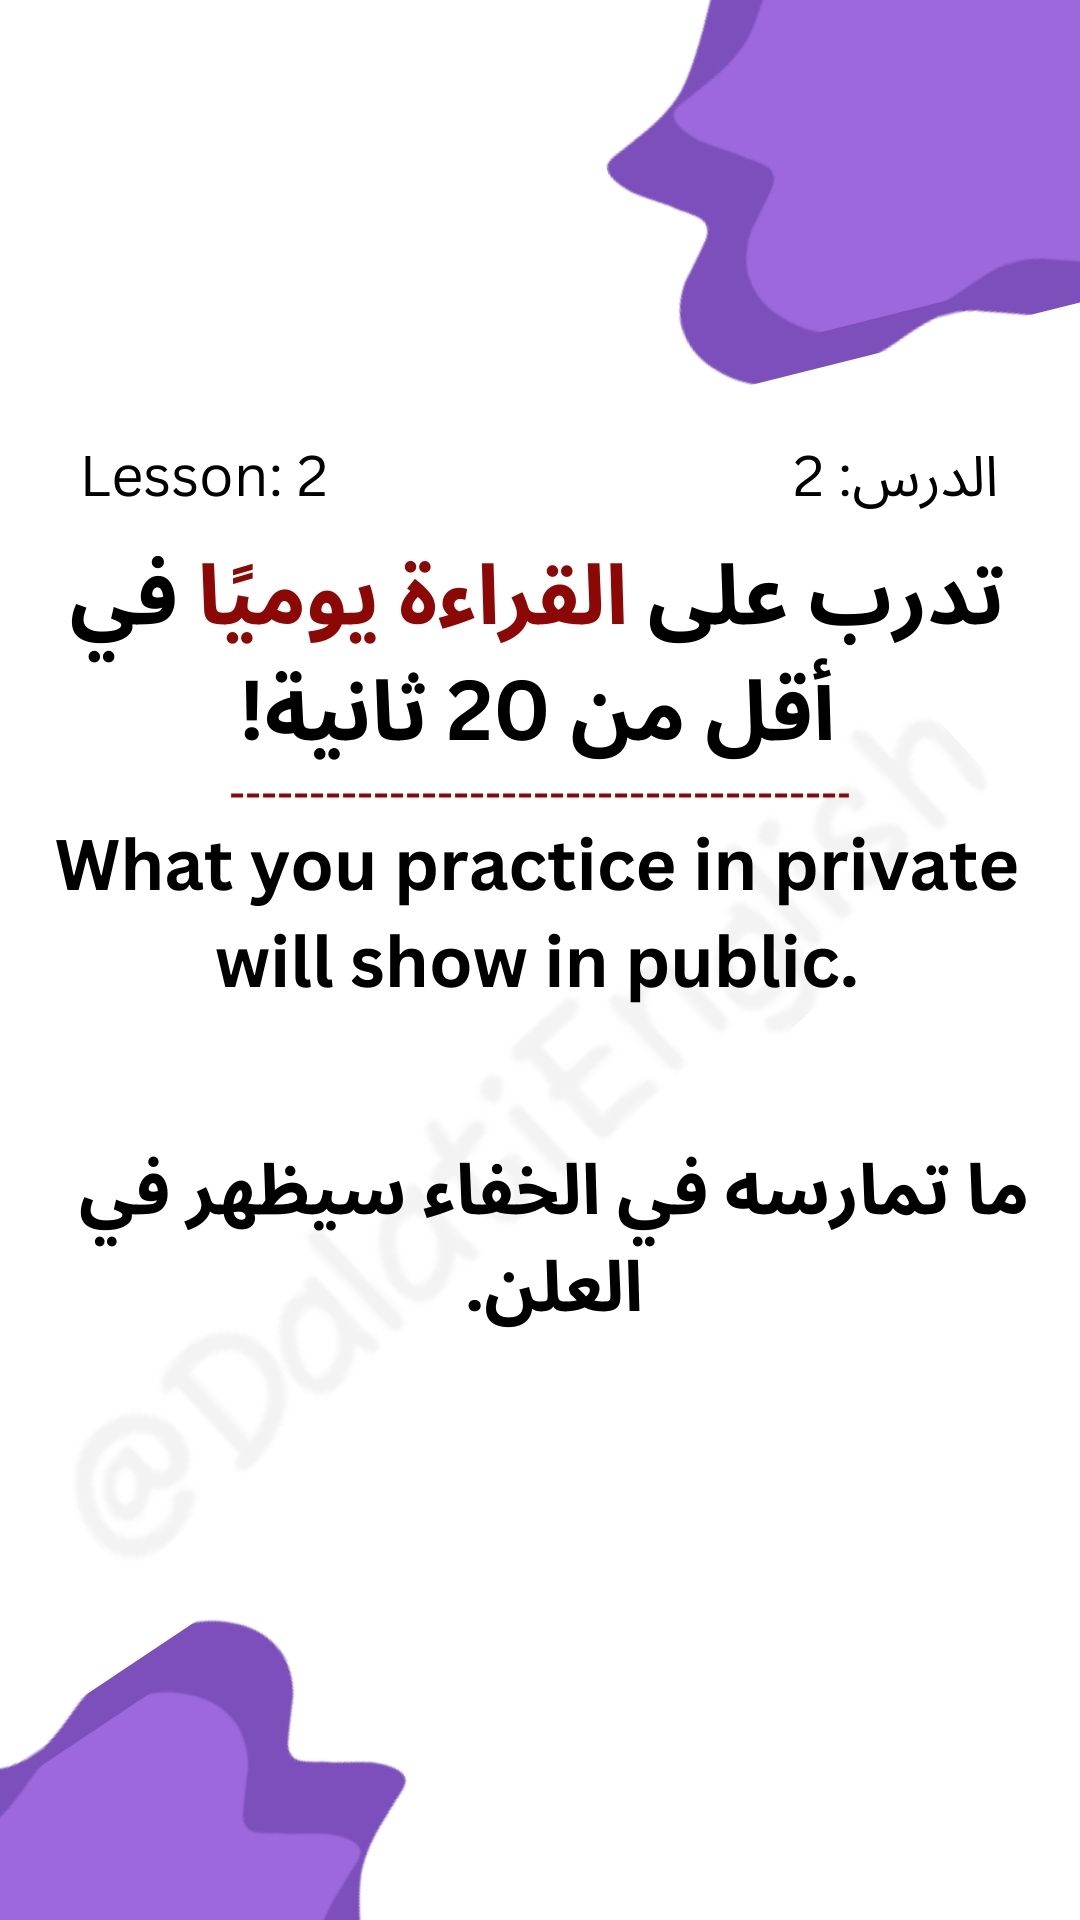 Lesson: 2
الدرس: 2
تدرب على القراءة يوميًا في
أقل من 20 ثانية!
---------------------------------------
What you practice in private
will show in public.
ما تمارسه في الخفاء سيظهر في
العلن.
@DalatiEnglish